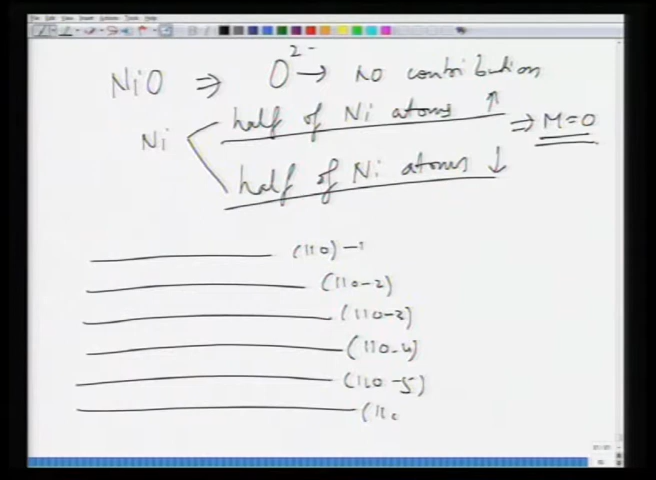 NiO ⇒ O²⁻ → no contribution
Ni
half of Ni atoms ↑
half of Ni atoms ↓
⇒ M=0
(110)-1
(110-2)
(110-3)
(110-4)
(110-5)
(110